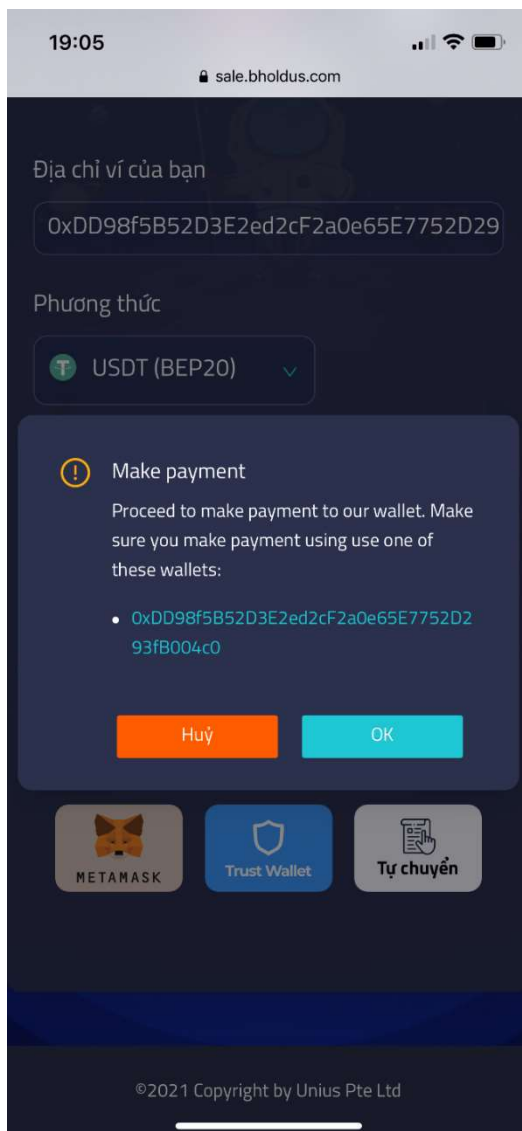 19:05
sale.bholdus.com
Địa chỉ ví của bạn
0xDD98f5B52D3E2ed2cF2a0e65E7752D29
Phương thức
USDT (BEP20)
Make payment
Proceed to make payment to our wallet. Make
sure you make payment using use one of
these wallets:
0xDD98f5B52D3E2ed2cF2a0e65E7752D2
93fB004c0
Huỷ
OK
METAMASK
Trust Wallet
Tự chuyển
©2021 Copyright by Unius Pte Ltd